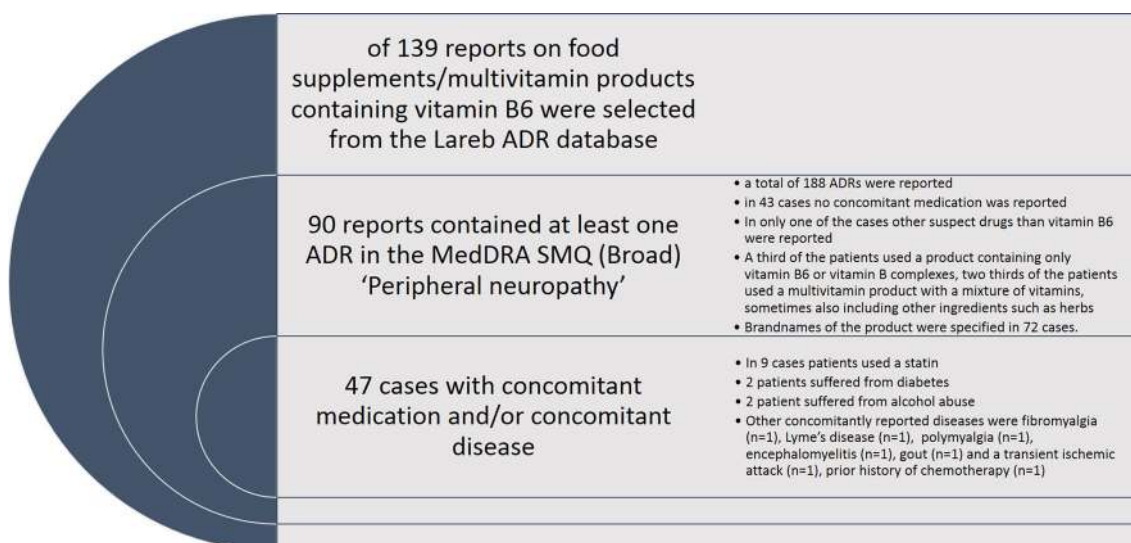 of 139 reports on food
supplements/multivitamin products
containing vitamin B6 were selected
from the Lareb ADR database
90 reports contained at least one
ADR in the MedDRA SMQ (Broad)
‘Peripheral neuropathy’
• a total of 188 ADRs were reported
• in 43 cases no concomitant medication was reported
• In only one of the cases other suspect drugs than vitamin B6
were reported
• A third of the patients used a product containing only
vitamin B6 or vitamin B complexes, two thirds of the patients
used a multivitamin product with a mixture of vitamins,
sometimes also including other ingredients such as herbs
• Brandnames of the product were specified in 72 cases.
47 cases with concomitant
medication and/or concomitant
disease
• In 9 cases patients used a statin
• 2 patients suffered from diabetes
• 2 patient suffered from alcohol abuse
• Other concomitantly reported diseases were fibromyalgia
(n=1), Lyme’s disease (n=1), polymyalgia (n=1),
encephalomyelitis (n=1), gout (n=1) and a transient ischemic
attack (n=1), prior history of chemotherapy (n=1)